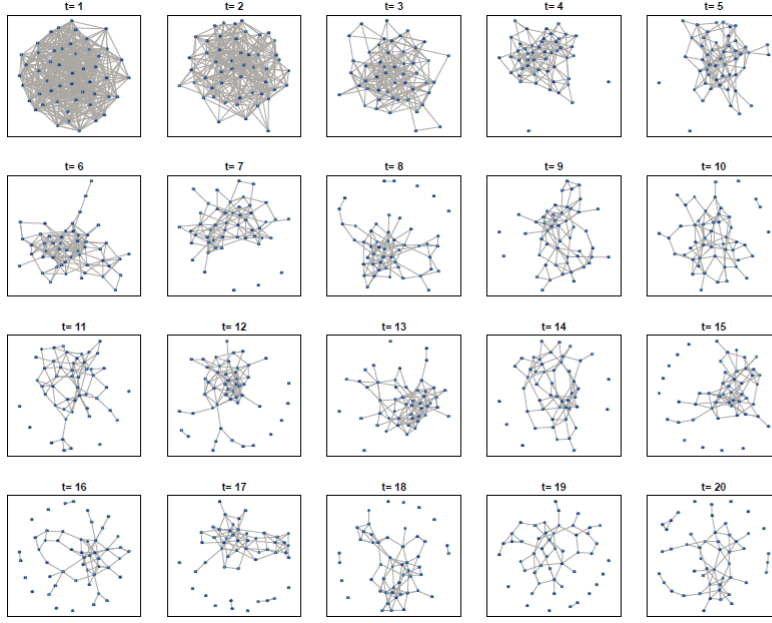 t= 1 t= 2 t= 3 t= 4 t= 5
t= 6 t= 7 t= 8 t= 9 t= 10
t= 11 t= 12 t= 13 t= 14 t= 15
t= 16 t= 17 t= 18 t= 19 t= 20